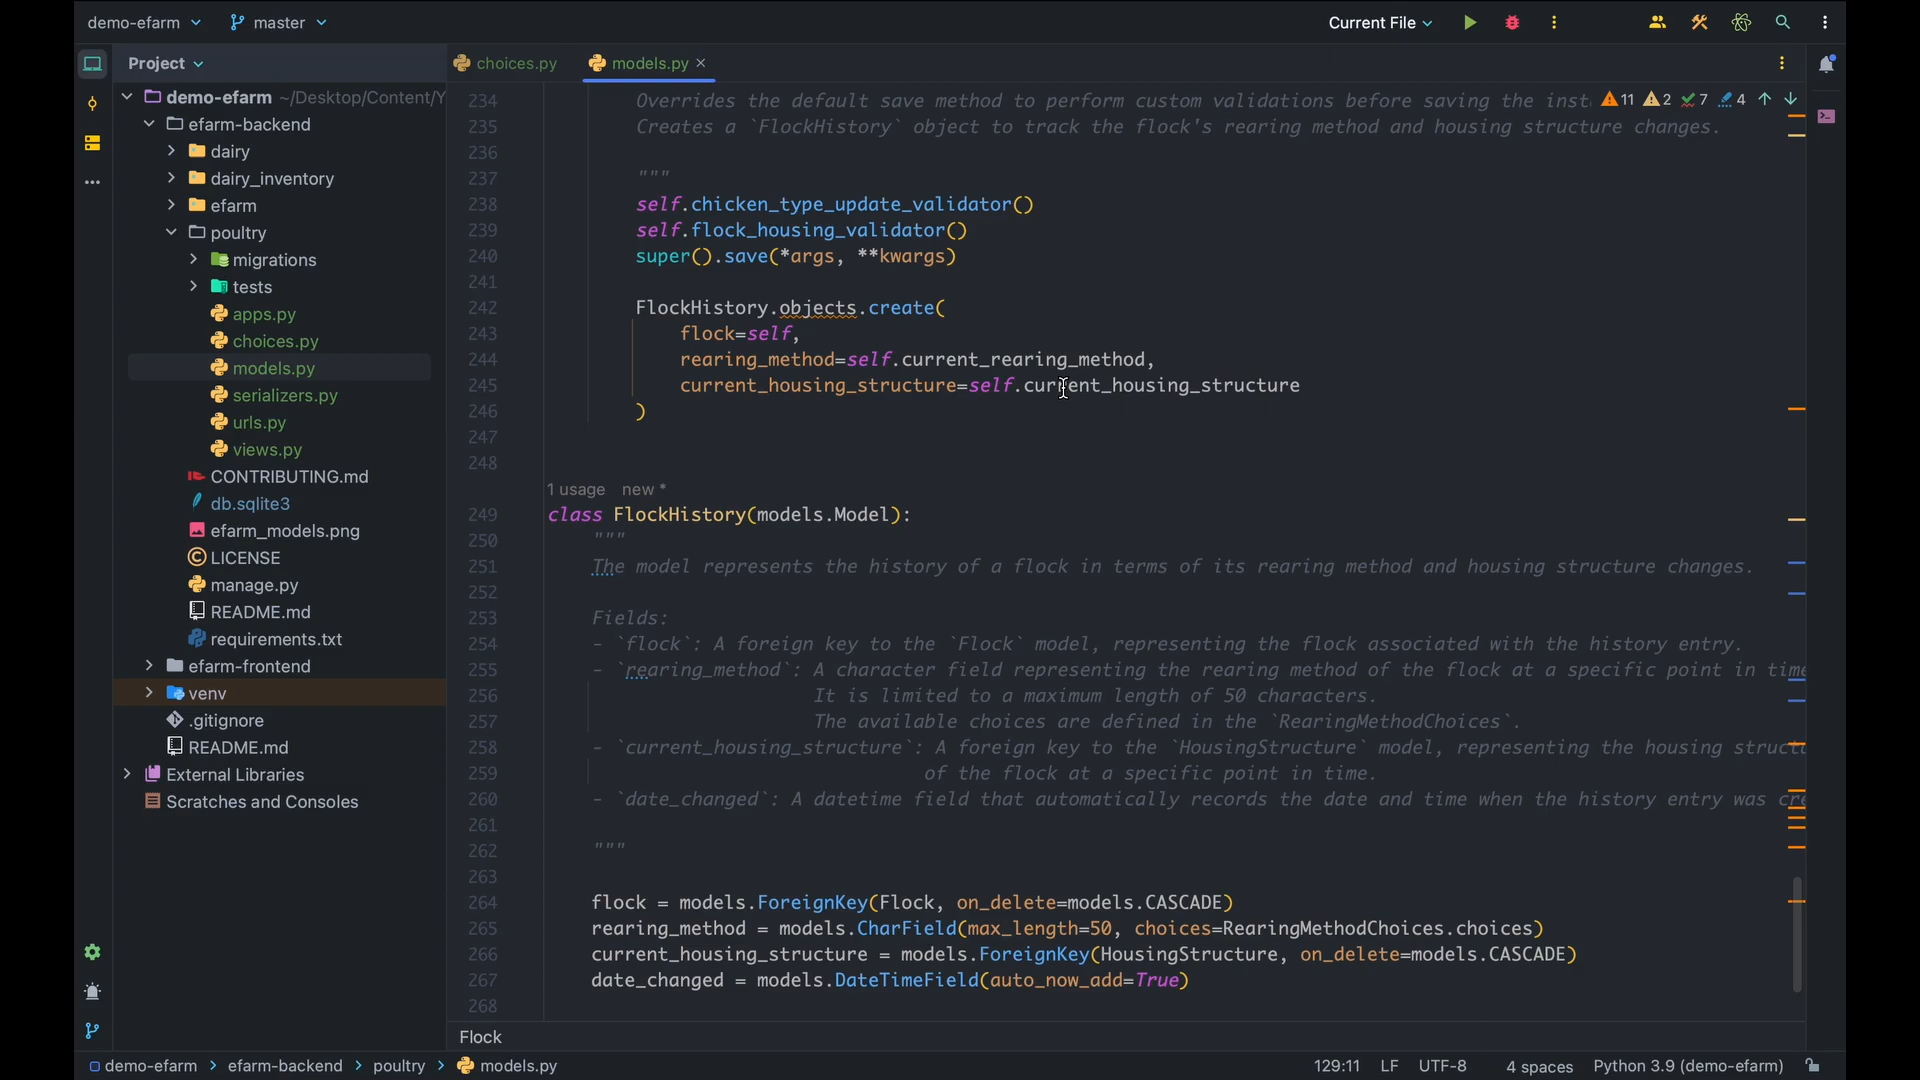 demo-efarm master Current File
Project choices.py models.py
demo-efarm ~/Desktop/Content/Y
efarm-backend
dairy
dairy_inventory
efarm
poultry
migrations
tests
apps.py
choices.py
models.py
serializers.py
urls.py
views.py
CONTRIBUTING.md
db.sqlite3
efarm_models.png
LICENSE
manage.py
README.md
requirements.txt
efarm-frontend
venv
.gitignore
README.md
External Libraries
Scratches and Consoles
11 2 7 4
234 Overrides the default save method to perform custom validations before saving the inst
235 Creates a `FlockHistory` object to track the flock's rearing method and housing structure changes.
236
237 """
238 self.chicken_type_update_validator()
239 self.flock_housing_validator()
240 super().save(*args, **kwargs)
241
242 FlockHistory.objects.create(
243 flock=self,
244 rearing_method=self.current_rearing_method,
245 current_housing_structure=self.current_housing_structure
246 )
247
248
1 usage new *
249 class FlockHistory(models.Model):
250 """
251 The model represents the history of a flock in terms of its rearing method and housing structure changes.
252
253 Fields:
254 - `flock`: A foreign key to the `Flock` model, representing the flock associated with the history entry.
255 - `rearing_method`: A character field representing the rearing method of the flock at a specific point in time
256 It is limited to a maximum length of 50 characters.
257 The available choices are defined in the `RearingMethodChoices`.
258 - `current_housing_structure`: A foreign key to the `HousingStructure` model, representing the housing struct
259 of the flock at a specific point in time.
260 - `date_changed`: A datetime field that automatically records the date and time when the history entry was cre
261
262 """
263
264 flock = models.ForeignKey(Flock, on_delete=models.CASCADE)
265 rearing_method = models.CharField(max_length=50, choices=RearingMethodChoices.choices)
266 current_housing_structure = models.ForeignKey(HousingStructure, on_delete=models.CASCADE)
267 date_changed = models.DateTimeField(auto_now_add=True)
268
Flock
demo-efarm > efarm-backend > poultry > models.py 129:11 LF UTF-8 4 spaces Python 3.9 (demo-efarm)